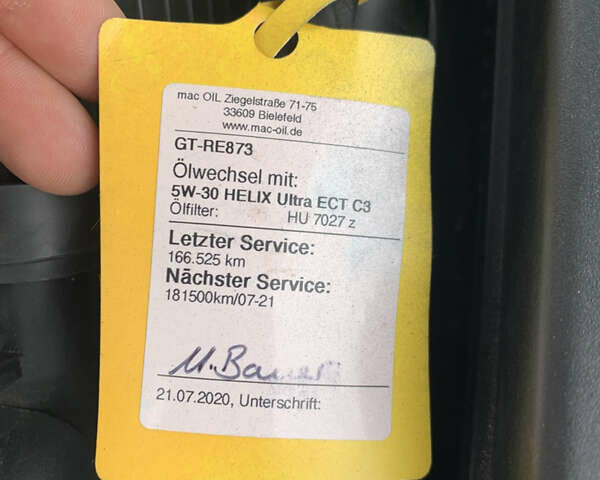 mac OIL Ziegelstraße 71-75
33609 Bielefeld
www.mac-oil.de
GT-RE873
Ölwechsel mit:
5W-30 HELIX Ultra ECT C3
Ölfilter: HU 7027 z
Letzter Service:
166.525 km
Nächster Service:
181500km/07-21
M. Bauer
21.07.2020, Unterschrift: